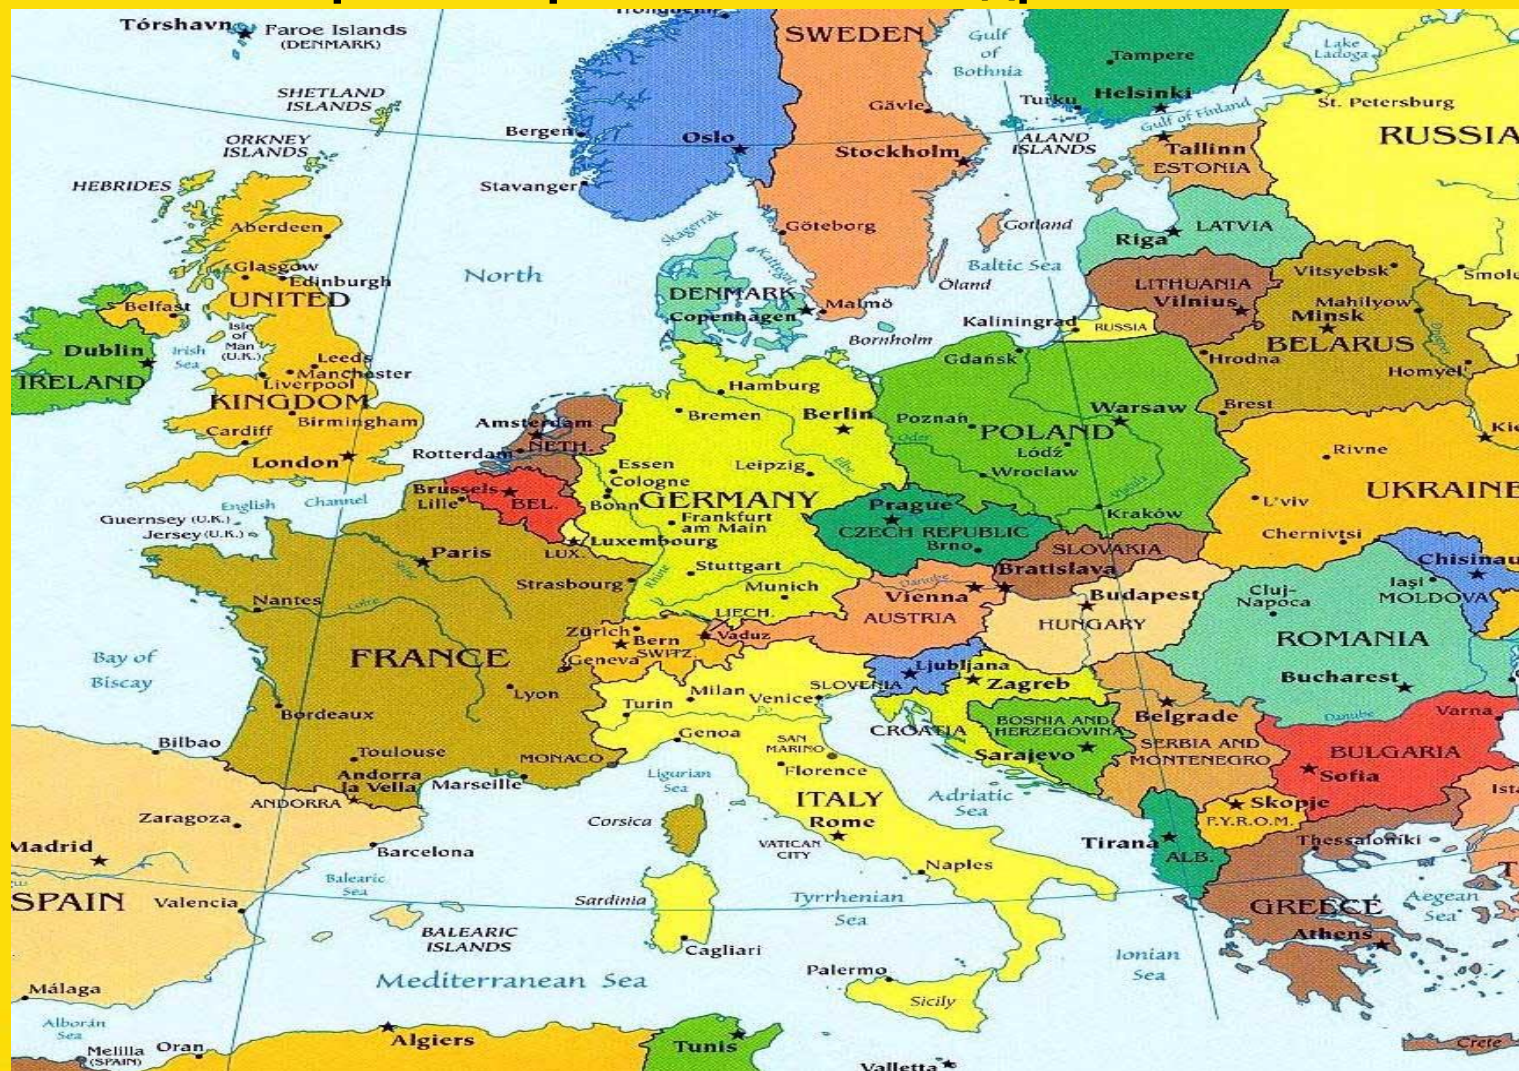 Tórshavn
Faroe Islands
(DENMARK)
SHETLAND
ISLANDS
ORKNEY
ISLANDS
HEBRIDES
Bergen
Oslo
Stavanger
SWEDEN
Gulf
of
Bothnia
Gävle
Stockholm
Göteborg
Tampere
Helsinki
Turku
Gulf of Finland
ALAND
ISLANDS
Lake
Ladoga
St. Petersburg
RUSSIA
Tallinn
ESTONIA
Gotland
LATVIA
Riga
Baltic Sea
Öland
Skagerrak
Kattegat
North
DENMARK
Copenhagen
Malmö
Bornholm
LITHUANIA
Vilnius
Kaliningrad
RUSSIA
Vitsyebsk
Mahilyow
Minsk
BELARUS
Hrodna
Homyel'
Brest
Aberdeen
Glasgow
Edinburgh
UNITED
Belfast
Isle
of
Man
(U.K.)
Irish
Sea
Dublin
IRELAND
Leeds
Manchester
Liverpool
KINGDOM
Birmingham
Cardiff
London
English Channel
Guernsey (U.K.)
Jersey (U.K.)
Amsterdam
NETH.
Rotterdam
Brussels
BEL.
Lille
LUX.
Luxembourg
Hamburg
Bremen
Berlin
Essen
Cologne
Leipzig
Elbe
Bonn
GERMANY
Frankfurt
am Main
Stuttgart
Munich
Rhine
Gdańsk
Poznań
Warsaw
POLAND
Łódź
Oder
Wroclaw
Vistula
Kraków
Prague
CZECH REPUBLIC
Brno
SLOVAKIA
Bratislava
Rivne
L'viv
UKRAINE
Chernivtsi
Paris
Seine
Strasbourg
Nantes
Loire
FRANCE
Lyon
Bordeaux
Toulouse
Marseille
MONACO
Andorra
la Vella
ANDORRA
Bay of
Biscay
Zürich
Bern
SWITZ.
Geneva
LIECH.
Vaduz
Danube
Vienna
AUSTRIA
Budapest
HUNGARY
Cluj-
Napoca
Iaşi
Chisinau
MOLDOVA
ROMANIA
Bucharest
Danube
Ljubljana
SLOVENIA
Zagreb
CROATIA
BOSNIA AND
HERZEGOVINA
Sarajevo
Belgrade
SERBIA AND
MONTENEGRO
Varna
BULGARIA
Sofia
Skopje
F.Y.R.O.M.
Tirana
ALB.
Thessaloníki
GREECE
Athens
Aegean
Sea
Ionian
Sea
Crete
Turin
Milan
Venice
Po
Genoa
SAN
MARINO
Florence
Ligurian
Sea
ITALY
Rome
VATICAN
CITY
Adriatic
Sea
Naples
Corsica
Sardinia
Cagliari
Tyrrhenian
Sea
Palermo
Sicily
Bilbao
Zaragoza
Madrid
Barcelona
SPAIN
Valencia
Balearic
Sea
BALEARIC
ISLANDS
Málaga
Alborán
Sea
Melilla
(SPAIN)
Oran
Mediterranean Sea
Algiers
Tunis
Valletta